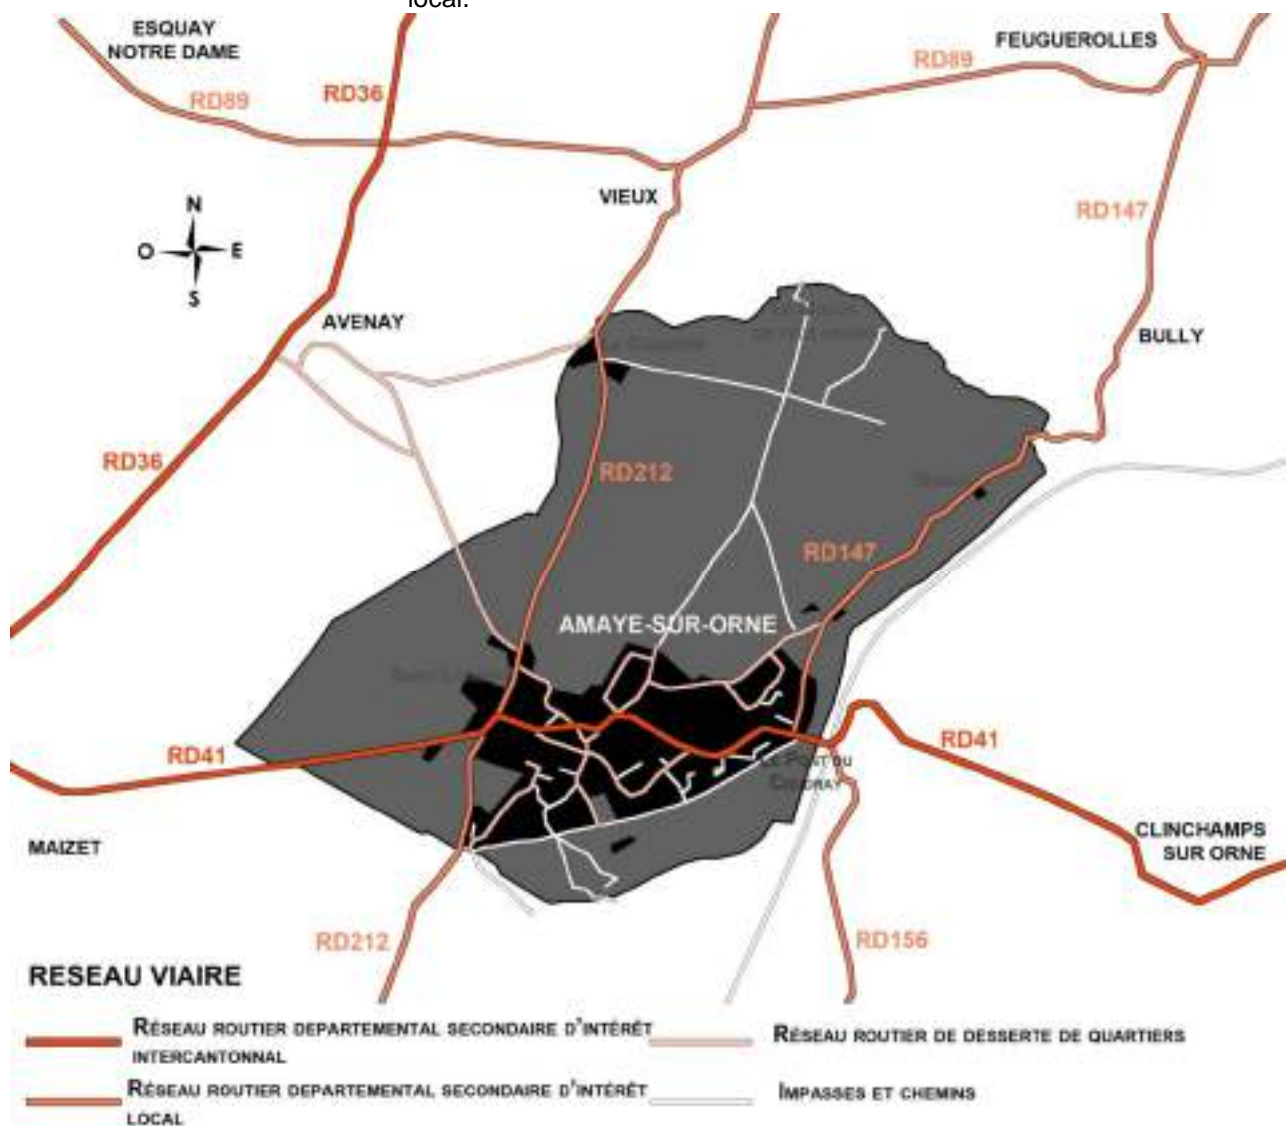 local.
ESQUAY
NOTRE DAME
FEUGUEROLLES
RD89
RD36
RD89
VIEUX
RD147
N
O
E
S
AVENAY
BULLY
RD36
RD212
RD147
AMAYE-SUR-ORNE
RD41
RD41
LE PONT DU
COUDRAY
MAIZET
CLINCHAMPS
SUR ORNE
RD212
RD156
RESEAU VIAIRE
RÉSEAU ROUTIER DEPARTEMENTAL SECONDAIRE D'INTÉRÊT
INTERCANTONNAL
RÉSEAU ROUTIER DE DESSERTE DE QUARTIERS
RÉSEAU ROUTIER DEPARTEMENTAL SECONDAIRE D'INTÉRÊT
LOCAL
IMPASSES ET CHEMINS